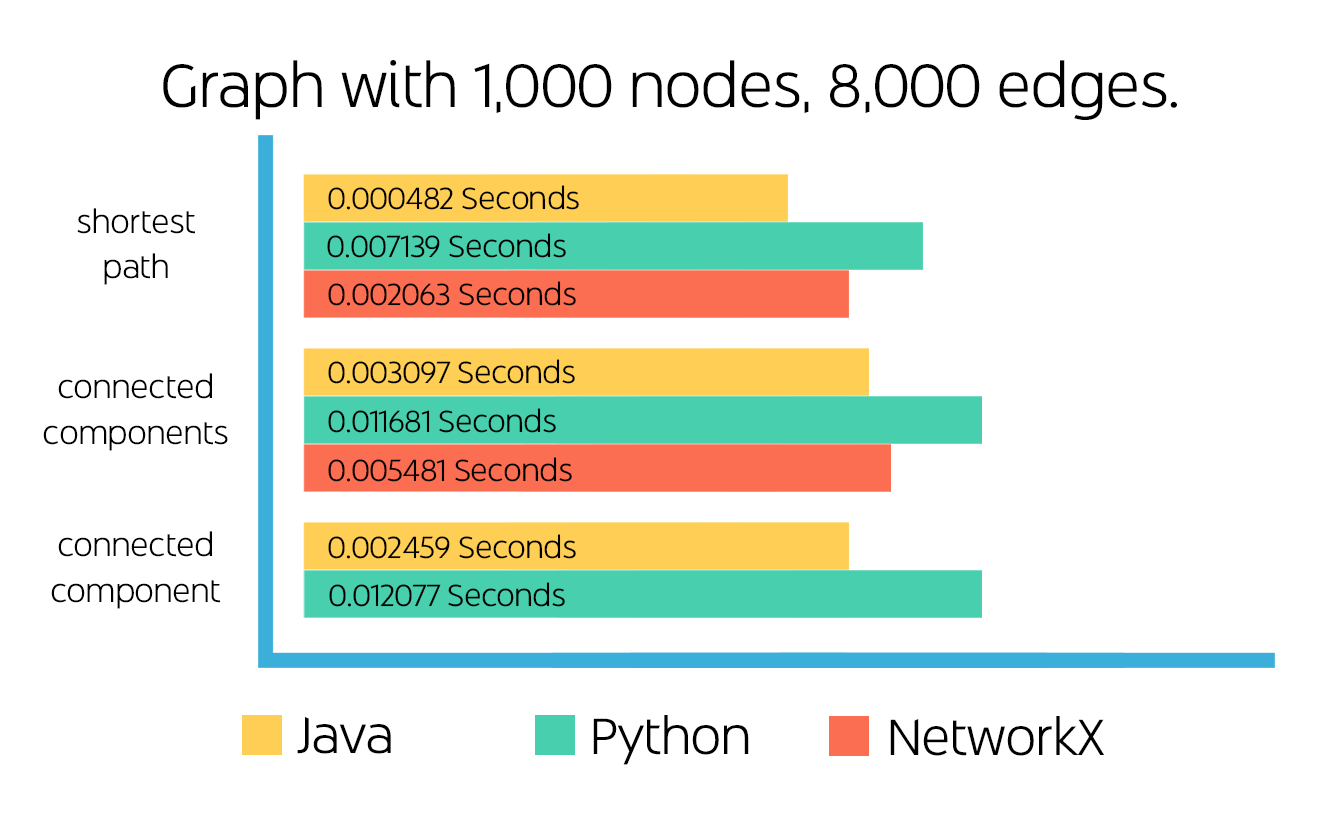 Graph with 1,000 nodes, 8,000 edges.
shortest
path
0.000482 Seconds
0.007139 Seconds
0.002063 Seconds
connected
components
0.003097 Seconds
0.011681 Seconds
0.005481 Seconds
connected
component
0.002459 Seconds
0.012077 Seconds
Java
Python
NetworkX